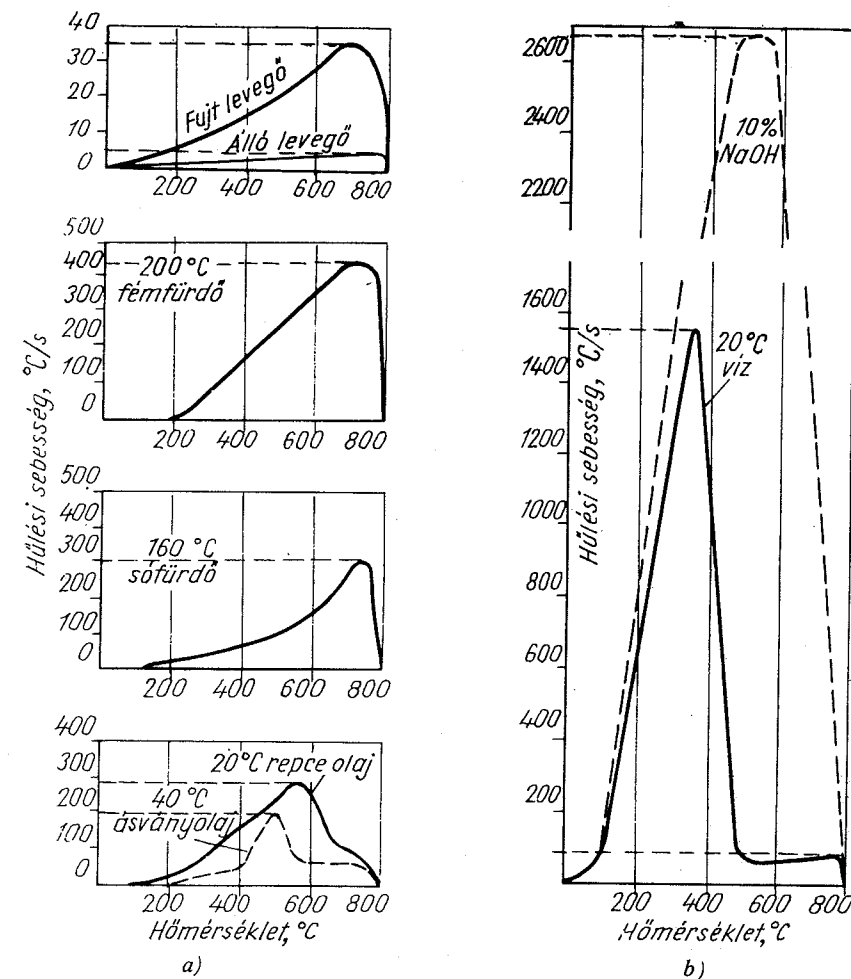 40
30
20
10
0
Fujt levegő
Álló levegő
200 400 600 800
500
400
300
200
100
0
200 °C
fémfürdő
200 400 600 800
Hűlési sebesség, °C/s
500
400
300
200
100
0
160 °C
sófürdő
200 400 600 800
400
300
200
100
0
20°C repce olaj
40 °C
ásványolaj
200 400 600 800
Hőmérséklet, °C
a)
2600
2400
2200
10%
NaOH
1600
1400
1200
1000
800
600
400
200
Hűlési sebesség, °C/s
20°C
víz
200 400 600 800
Hőmérséklet, °C
b)